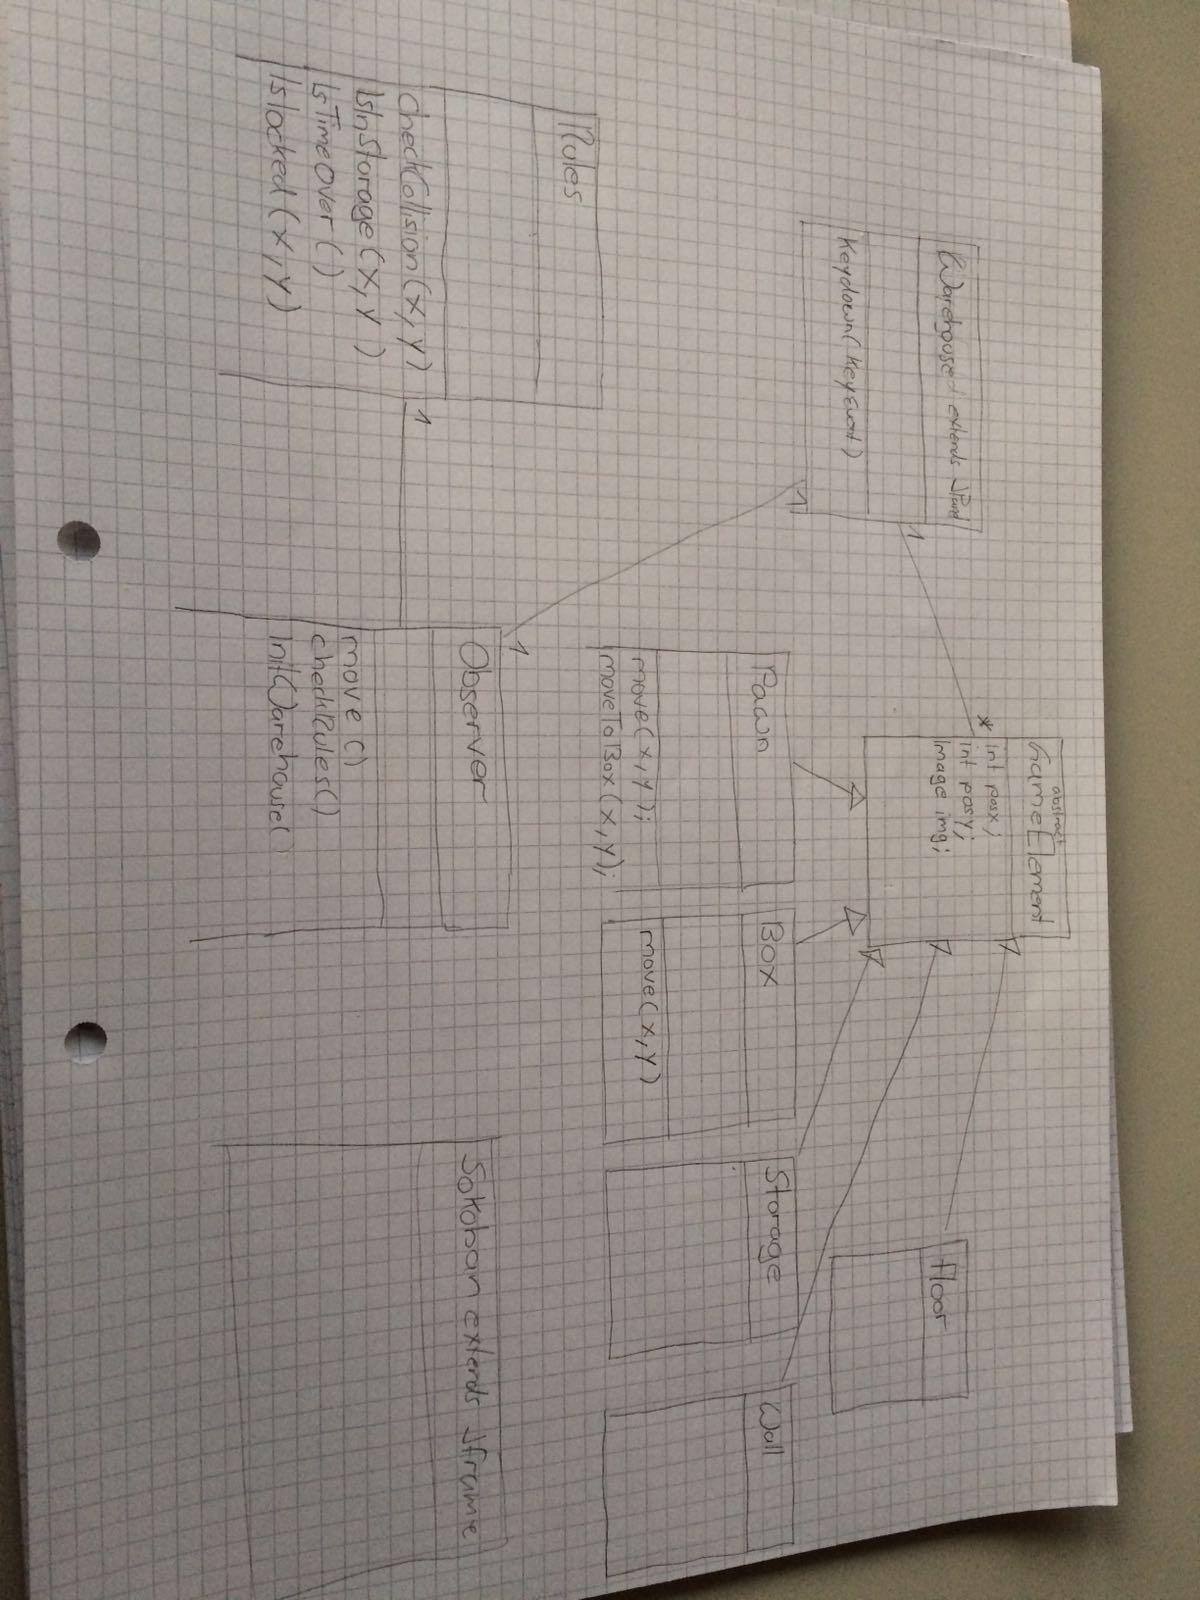 Warehouse extends JPanel
Keydown(KeyEvent)
1
1
abstract
GameElement
*
int posx;
int posy;
Image img;
Floor
Rules
checkCollision(x,y)
IsInStorage(x,y)
IsTimeOver()
Islocked(x,y)
1
Pawn
move(x,y);
moveToBox(x,y);
Box
move(x,y)
Storage
Wall
1
Observer
move()
checkRules()
InitWarehouse()
Sokoban extends Jframe